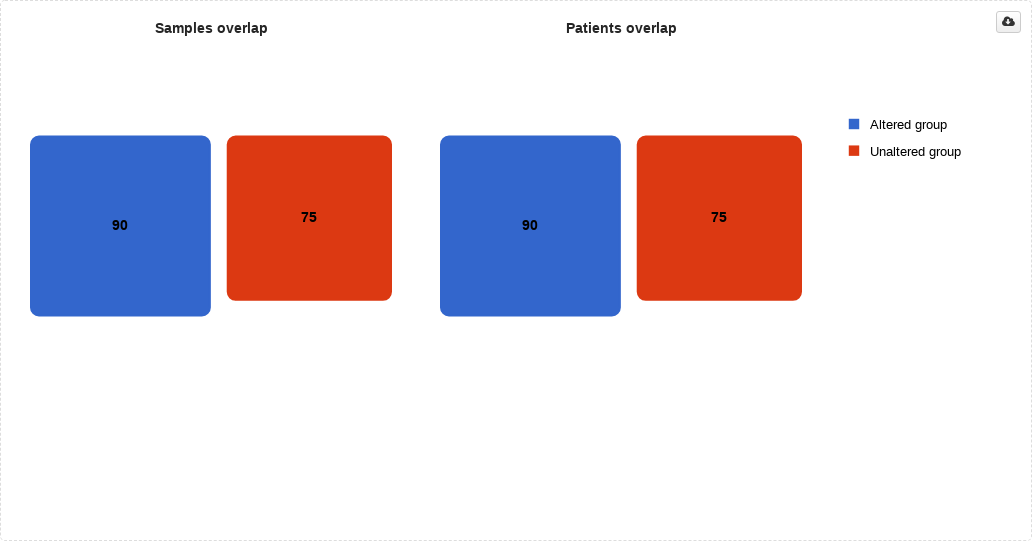 Samples overlap
Patients overlap
Altered group
Unaltered group
90
75
90
75